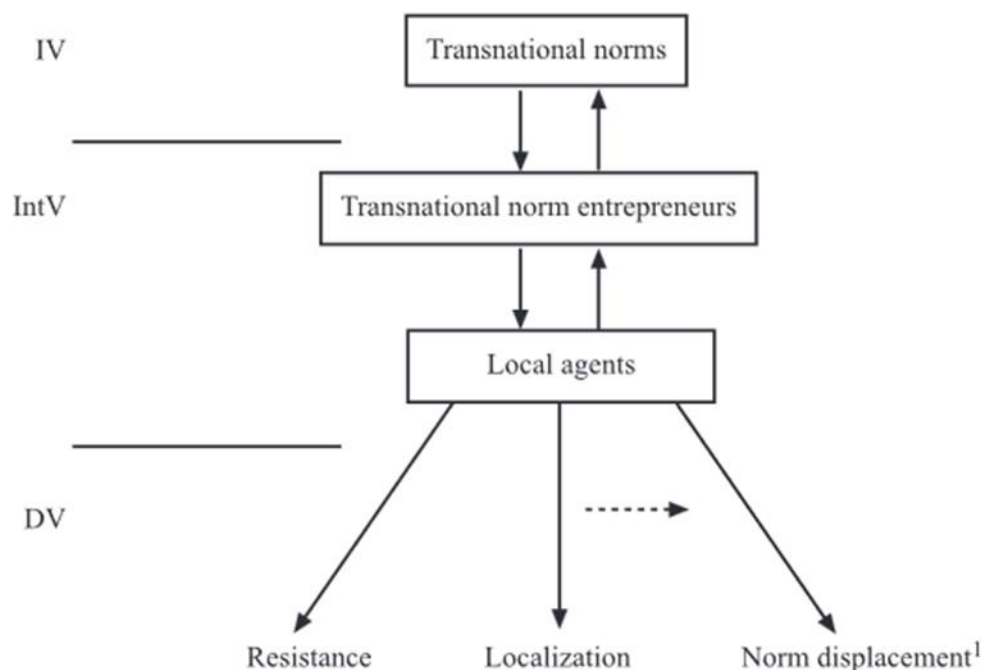 IV
Transnational norms
IntV
Transnational norm entrepreneurs
Local agents
DV
Resistance
Localization
Norm displacement¹